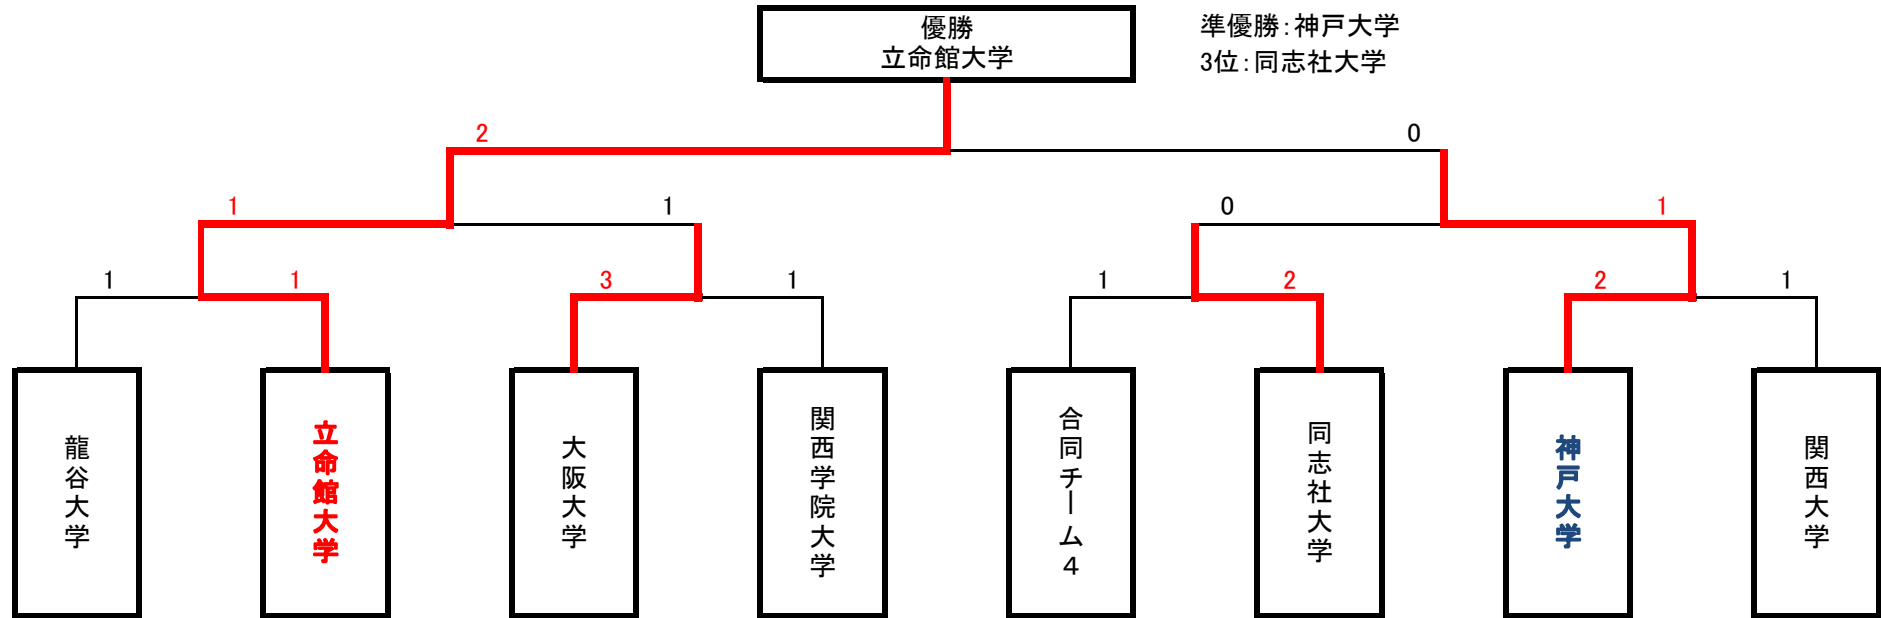 優勝
立命館大学
準優勝:神戸大学
3位:同志社大学
2
0
1
1
0
1
1
1
3
1
1
2
2
1
龍谷大学
立命館大学
大阪大学
関西学院大学
合同チーム4
同志社大学
神戸大学
関西大学